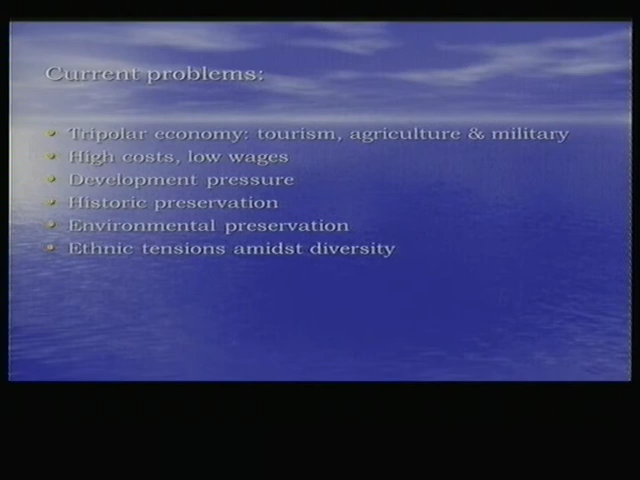 Current problems:
Tripolar economy: tourism, agriculture & military
High costs, low wages
Development pressure
Historic preservation
Environmental preservation
Ethnic tensions amidst diversity